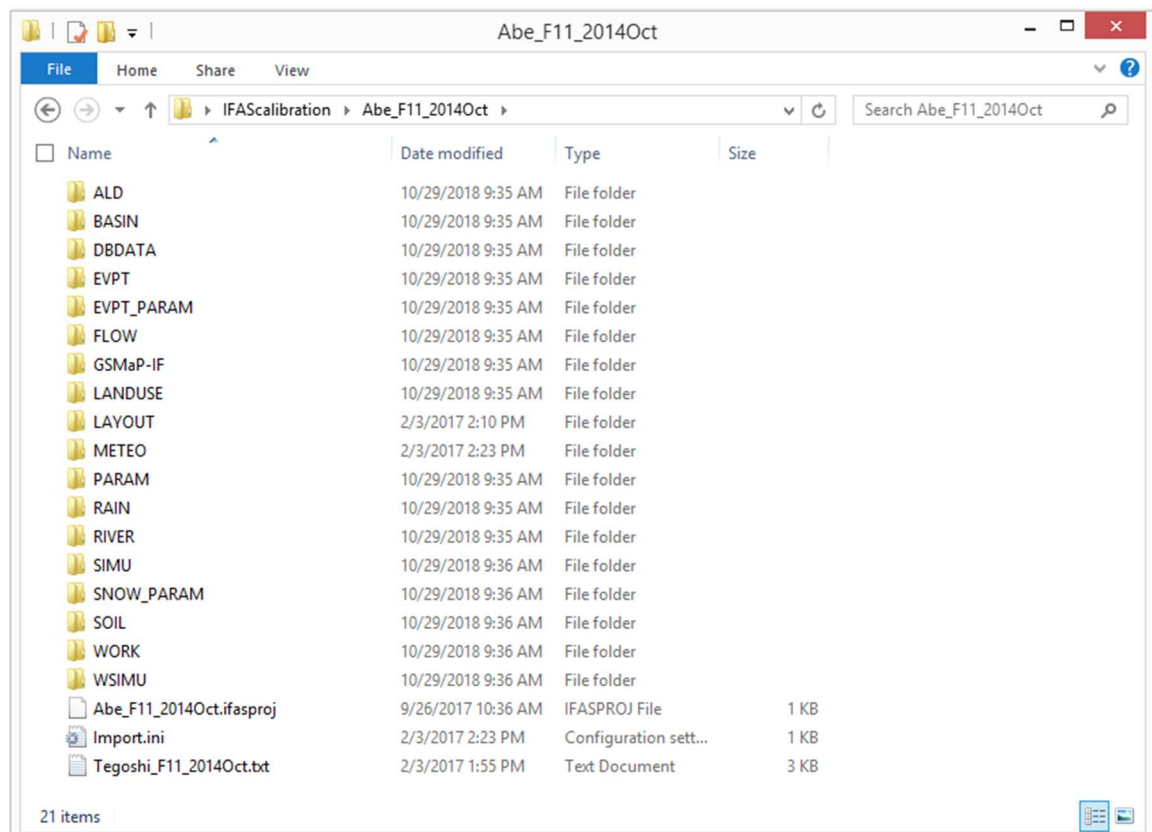 Abe_F11_2014Oct
File Home Share View
IFAScalibration Abe_F11_2014Oct Search Abe_F11_2014Oct
Name Date modified Type Size
ALD 10/29/2018 9:35 AM File folder
BASIN 10/29/2018 9:35 AM File folder
DBDATA 10/29/2018 9:35 AM File folder
EVPT 10/29/2018 9:35 AM File folder
EVPT_PARAM 10/29/2018 9:35 AM File folder
FLOW 10/29/2018 9:35 AM File folder
GSMaP-IF 10/29/2018 9:35 AM File folder
LANDUSE 10/29/2018 9:35 AM File folder
LAYOUT 2/3/2017 2:10 PM File folder
METEO 2/3/2017 2:23 PM File folder
PARAM 10/29/2018 9:35 AM File folder
RAIN 10/29/2018 9:35 AM File folder
RIVER 10/29/2018 9:35 AM File folder
SIMU 10/29/2018 9:36 AM File folder
SNOW_PARAM 10/29/2018 9:36 AM File folder
SOIL 10/29/2018 9:36 AM File folder
WORK 10/29/2018 9:36 AM File folder
WSIMU 10/29/2018 9:36 AM File folder
Abe_F11_2014Oct.ifasproj 9/26/2017 10:36 AM IFASPROJ File 1 KB
Import.ini 2/3/2017 2:23 PM Configuration sett... 1 KB
Tegoshi_F11_2014Oct.txt 2/3/2017 1:55 PM Text Document 3 KB
21 items